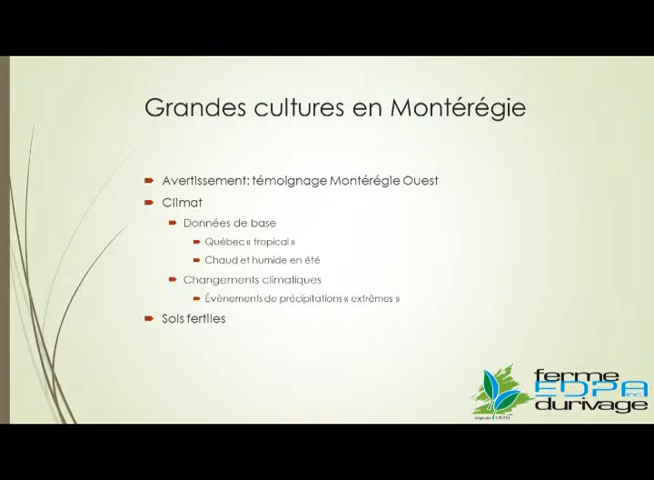 Grandes cultures en Montérégie
Avertissement: témoignage Montérégie Ouest
Climat
Données de base
Québec « tropical »
Chaud et humide en été
Changements climatiques
Évènements de précipitations « extrêmes »
Sols fertiles
ferme
EDPA inc.
durivage